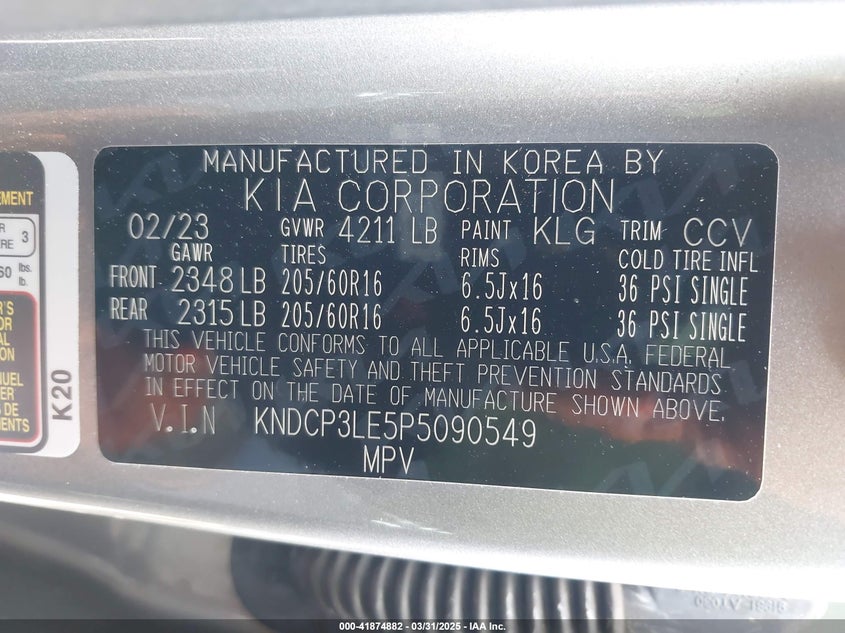 MANUFACTURED IN KOREA BY
KIA CORPORATION
02/23 GVWR 4211 LB PAINT KLG TRIM CCV
GAWR TIRES RIMS COLD TIRE INFL
FRONT 2348 LB 205/60R16 6.5Jx16 36 PSI SINGLE
REAR 2315 LB 205/60R16 6.5Jx16 36 PSI SINGLE
THIS VEHICLE CONFORMS TO ALL APPLICABLE U.S.A. FEDERAL
MOTOR VEHICLE SAFETY AND THEFT PREVENTION STANDARDS
IN EFFECT ON THE DATE OF MANUFACTURE SHOWN ABOVE.
V.I.N KNDCP3LE5P5090549
MPV
3
lbs.
K20
000-41874882 - 03/31/2025 - IAA Inc.